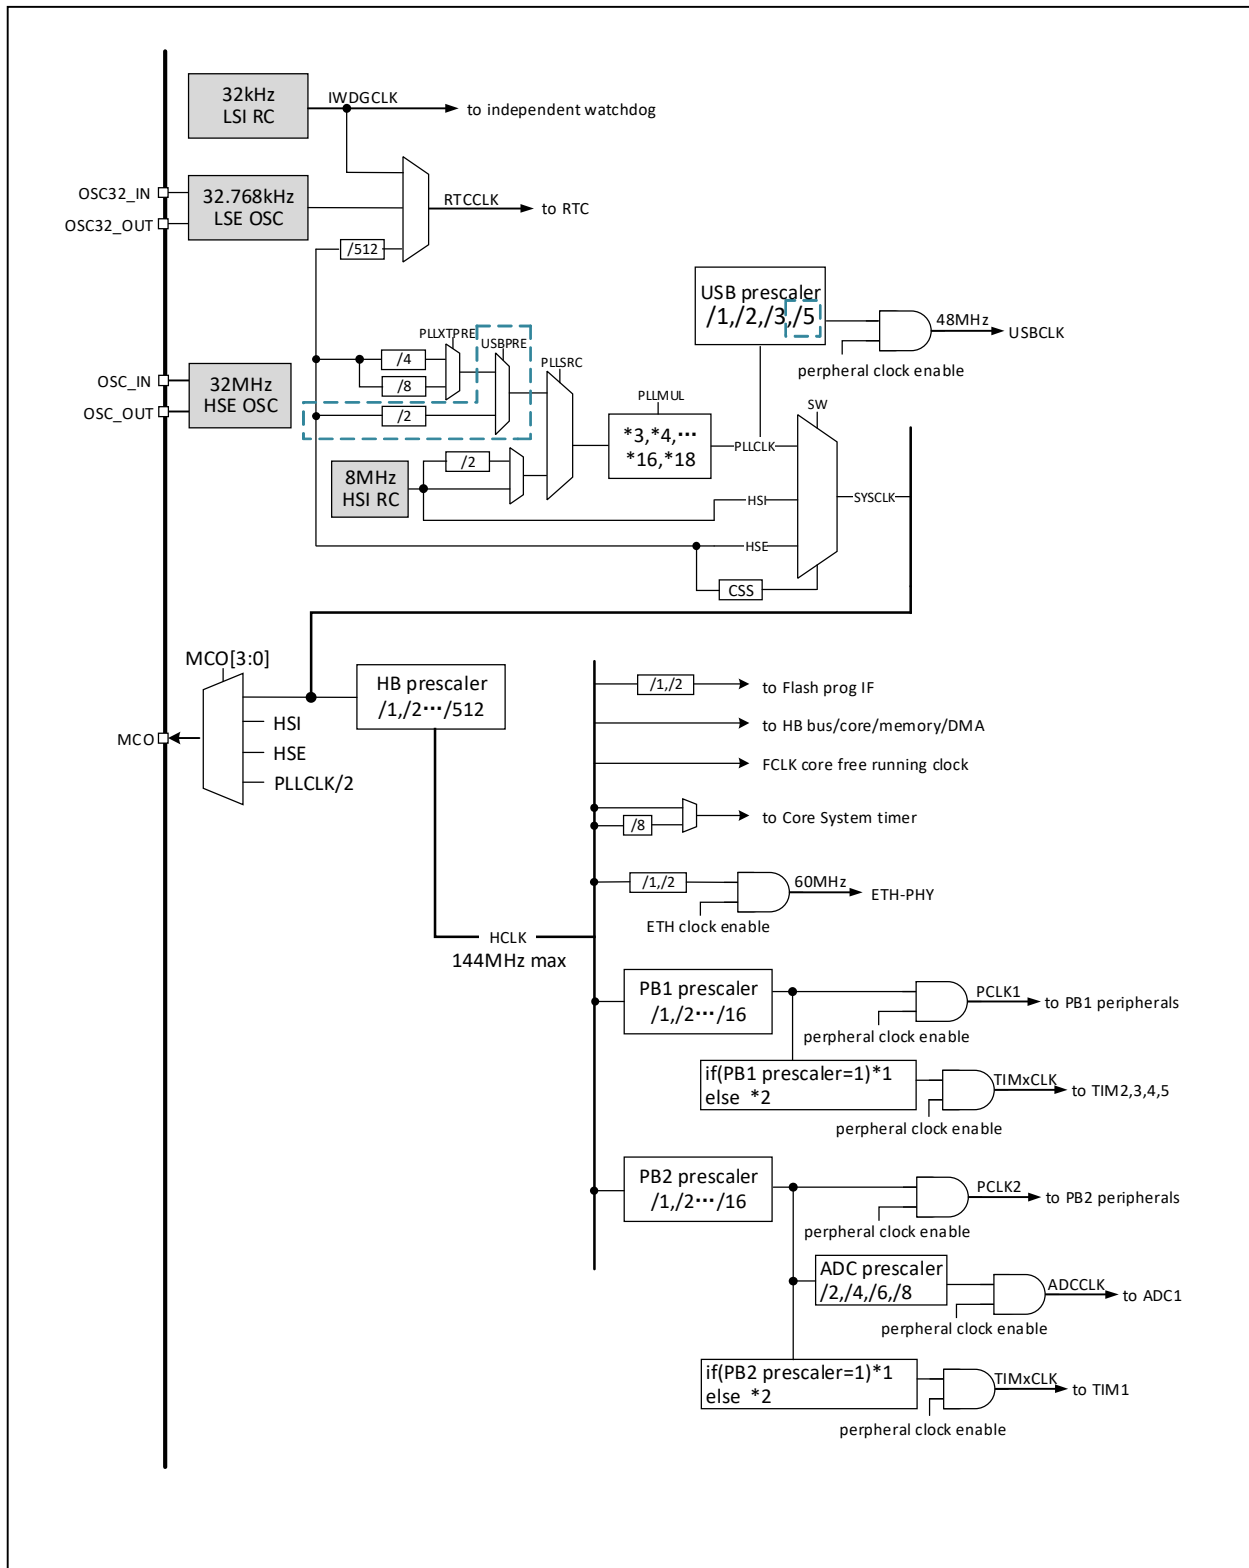 32kHz
LSI RC
IWDGCLK
to independent watchdog
OSC32_IN
OSC32_OUT
32.768kHz
LSE OSC
RTCCLK
to RTC
/512
USB prescaler
/1,/2,/3,/5
48MHz
USBCLK
perpheral clock enable
PLLXTPRE
USBPRE
PLLSRC
/4
/8
/2
OSC_IN
OSC_OUT
32MHz
HSE OSC
PLLMUL
*3,*4,···
*16,*18
PLLCLK
SW
/2
8MHz
HSI RC
HSI
SYSCLK
HSE
CSS
MCO[3:0]
HSI
HSE
PLLCLK/2
MCO
HB prescaler
/1,/2···/512
/1,/2
to Flash prog IF
to HB bus/core/memory/DMA
FCLK core free running clock
/8
to Core System timer
/1,/2
60MHz
ETH-PHY
ETH clock enable
HCLK
144MHz max
PB1 prescaler
/1,/2···/16
PCLK1
to PB1 peripherals
perpheral clock enable
if(PB1 prescaler=1)*1
else *2
TIMxCLK
to TIM2,3,4,5
perpheral clock enable
PB2 prescaler
/1,/2···/16
PCLK2
to PB2 peripherals
perpheral clock enable
ADC prescaler
/2,/4,/6,/8
ADCCLK
to ADC1
perpheral clock enable
if(PB2 prescaler=1)*1
else *2
TIMxCLK
to TIM1
perpheral clock enable